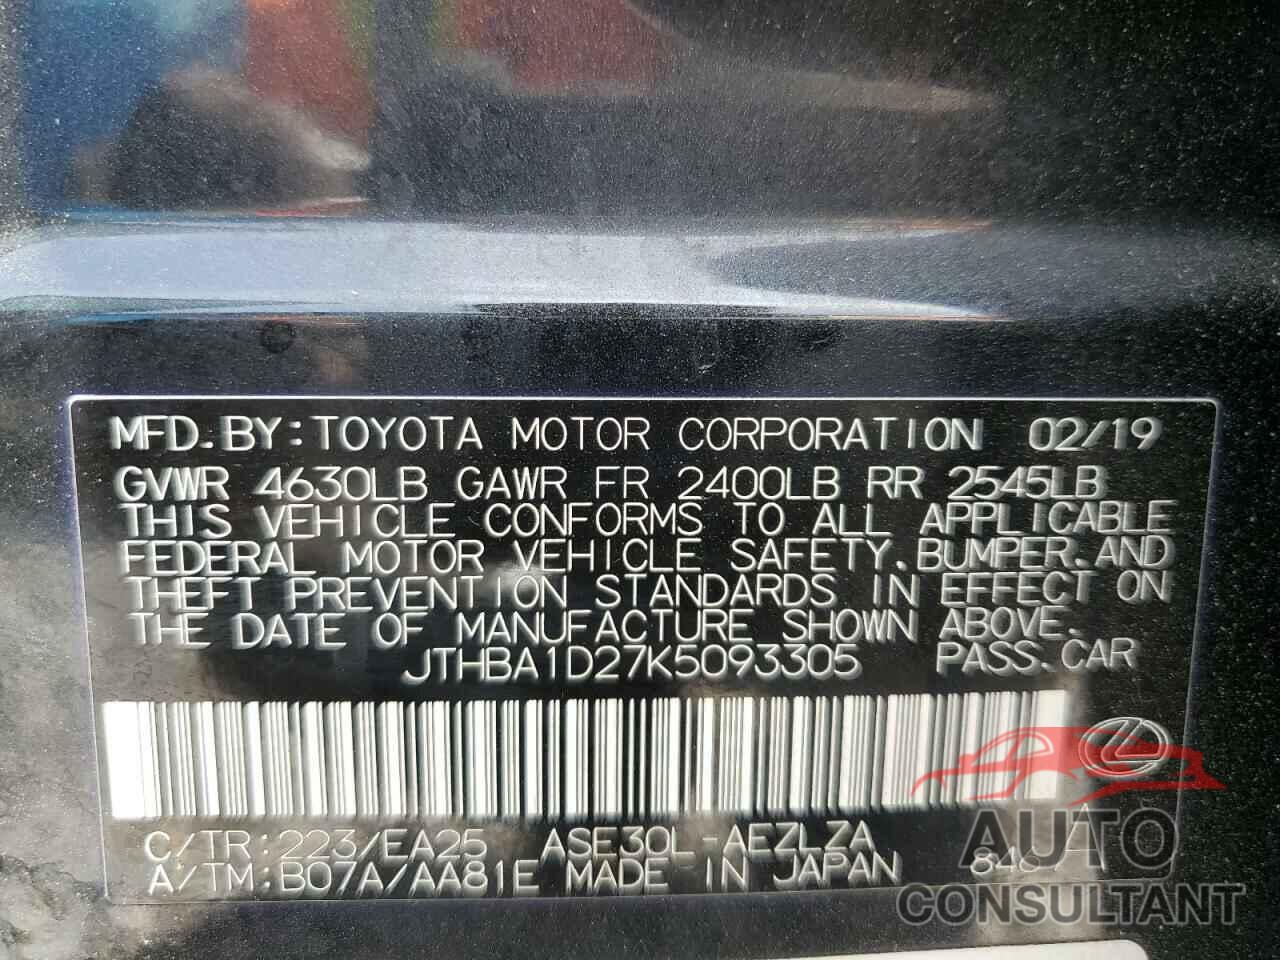 MFD.BY:TOYOTA MOTOR CORPORATION 02/19
GVWR 4630LB GAWR FR 2400LB RR 2545LB
THIS VEHICLE CONFORMS TO ALL APPLICABLE
FEDERAL MOTOR VEHICLE SAFETY.BUMPER.AND
THEFT PREVENTION STANDARDS IN EFFECT ON
THE DATE OF MANUFACTURE SHOWN ABOVE.
JTHBA1D27K5093305 PASS.CAR
C/TR:223/EA25 ASE30L-AEZLZA
A/TM:B07A/AA81E MADE IN JAPAN
A
AUTO
CONSULTANT